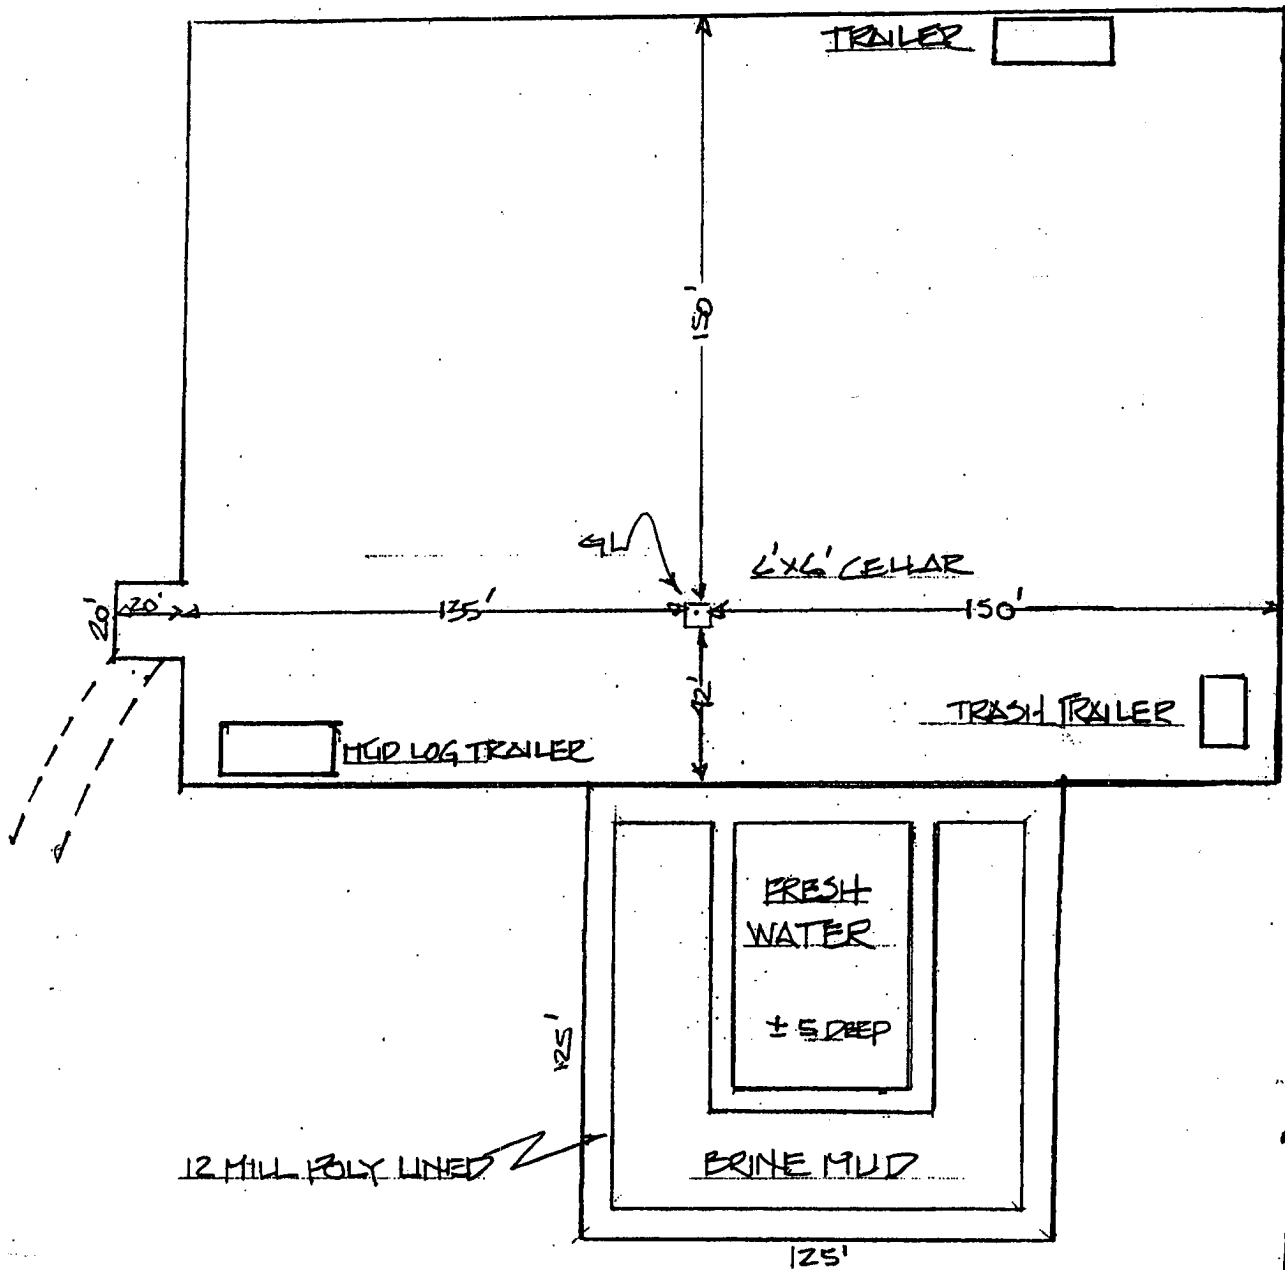 TRAILER
150'
GL
6'X6' CELLAR
20'
20'
135'
150'
42'
TRASH TRAILER
MUD LOG TRAILER
FRESH
WATER
± 5 DEEP
125'
12 MILL POLY LINED
BRINE MUD
125'